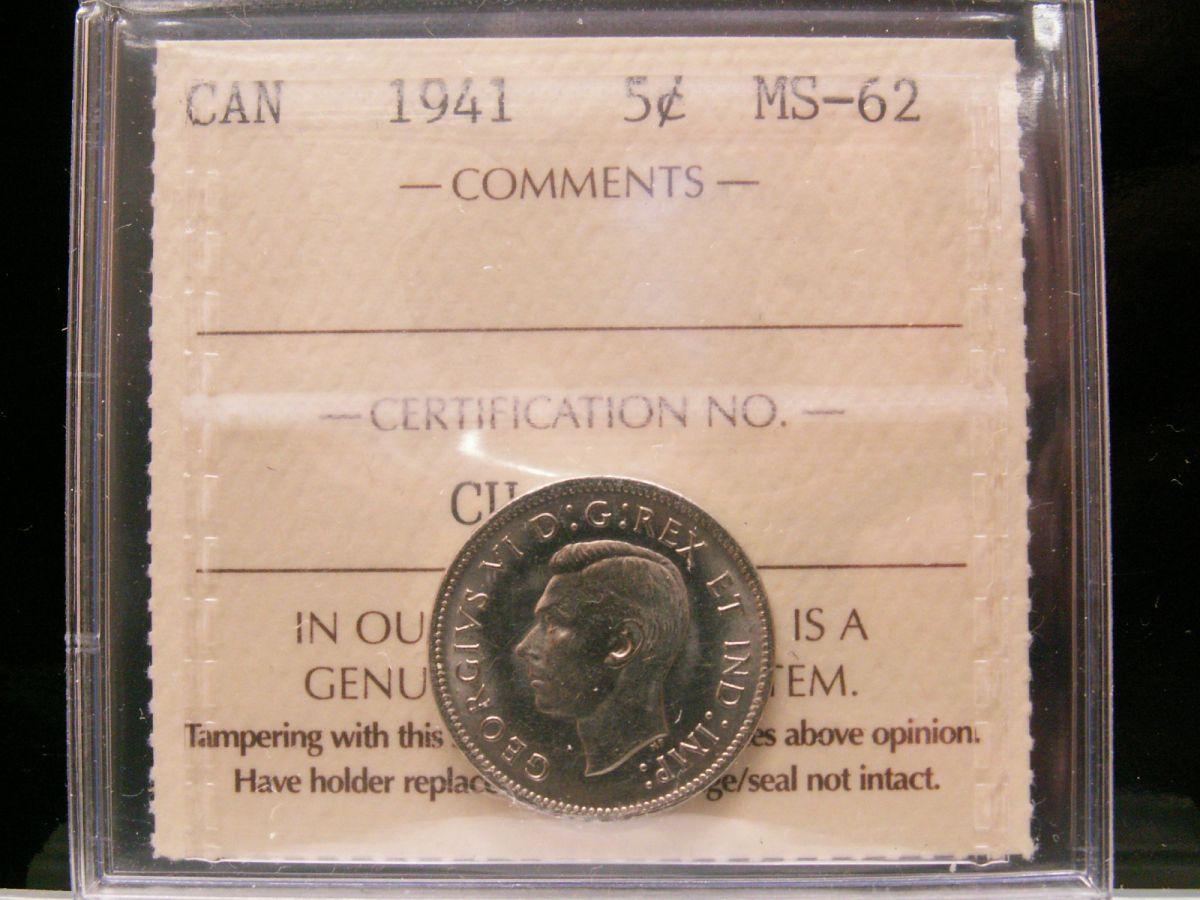 CAN 1941 5¢ MS-62
— COMMENTS —
— CERTIFICATION NO. —
CU
GEORGIVS VI D:G:REX ET IND:IMP:
IN OU IS A
GENU TEM.
Tampering with this es above opinion.
Have holder replac ge/seal not intact.